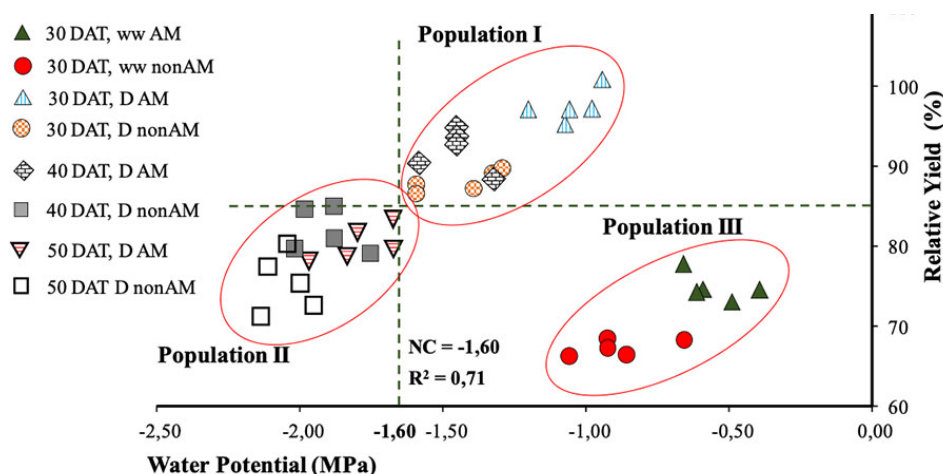 30 DAT, ww AM
30 DAT, ww nonAM
30 DAT, D AM
30 DAT, D nonAM
40 DAT, D AM
40 DAT, D nonAM
50 DAT, D AM
50 DAT D nonAM
Population I
Population II
Population III
NC = -1,60
R² = 0,71
100
90
80
70
60
Relative Yield (%)
-2,50 -2,00 -1,60 -1,50 -1,00 -0,50 0,00
Water Potential (MPa)